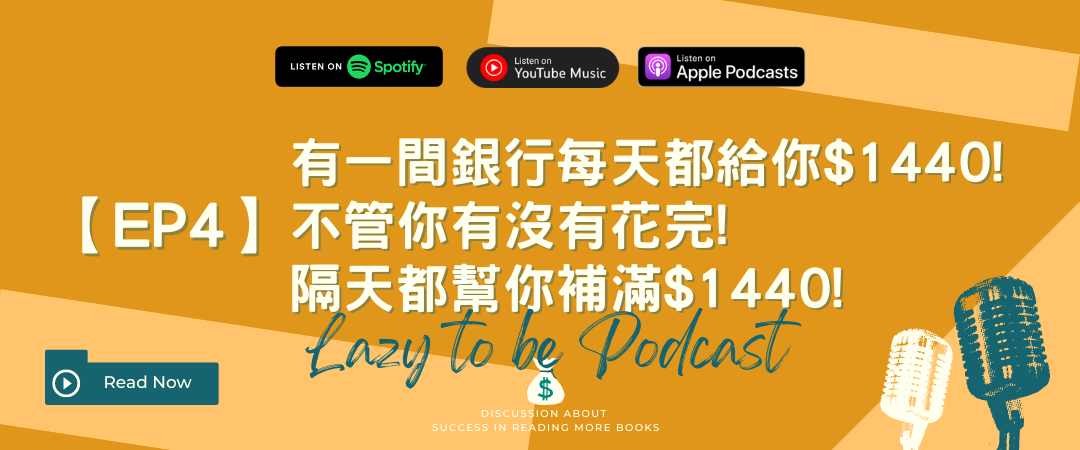 LISTEN ON Spotify
Listen on
YouTube Music
Listen on
Apple Podcasts
【EP4】
有一間銀行每天都給你$1440!
不管你有沒有花完!
隔天都幫你補滿$1440!
Lazy to be Podcast
$
Read Now
DISCUSSION ABOUT
SUCCESS IN READING MORE BOOKS